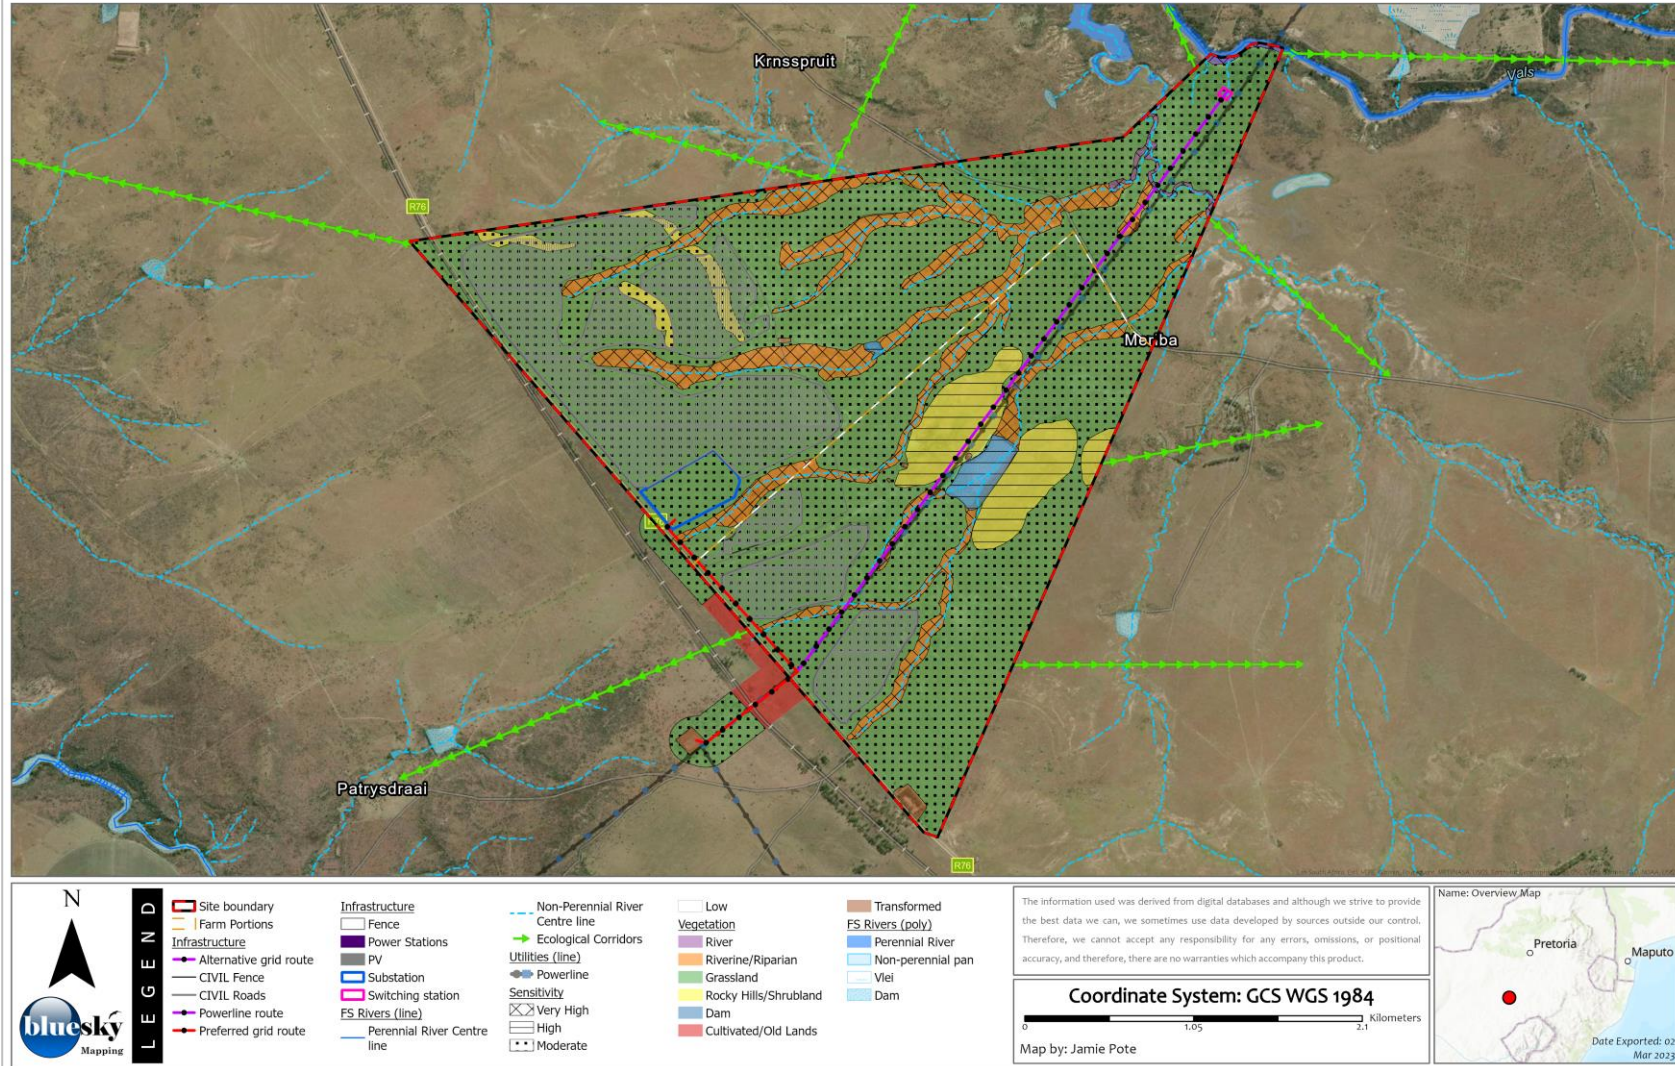 Krnsspruit
Vals
R76
Meriba
Patrysdraai
R76
N
bluesky
Mapping
LEGEND
Site boundary
Farm Portions
Infrastructure
Alternative grid route
CIVIL Fence
CIVIL Roads
Powerline route
Preferred grid route
Infrastructure
Fence
Power Stations
PV
Substation
Switching station
FS Rivers (line)
Perennial River Centre
line
Non-Perennial River
Centre line
Ecological Corridors
Utilities (line)
Powerline
Sensitivity
Very High
High
Moderate
Low
Vegetation
River
Riverine/Riparian
Grassland
Rocky Hills/Shrubland
Dam
Cultivated/Old Lands
Transformed
FS Rivers (poly)
Perennial River
Non-perennial pan
Vlei
Dam
The information used was derived from digital databases and although we strive to provide
the best data we can, we sometimes use data developed by sources outside our control.
Therefore, we cannot accept any responsibility for any errors, omissions, or positional
accuracy, and therefore, there are no warranties which accompany this product.
Coordinate System: GCS WGS 1984
Kilometers
0 1.05 2.1
Map by: Jamie Pote
Name: Overview Map
Pretoria
Maputo
Date Exported: 02
Mar 2023